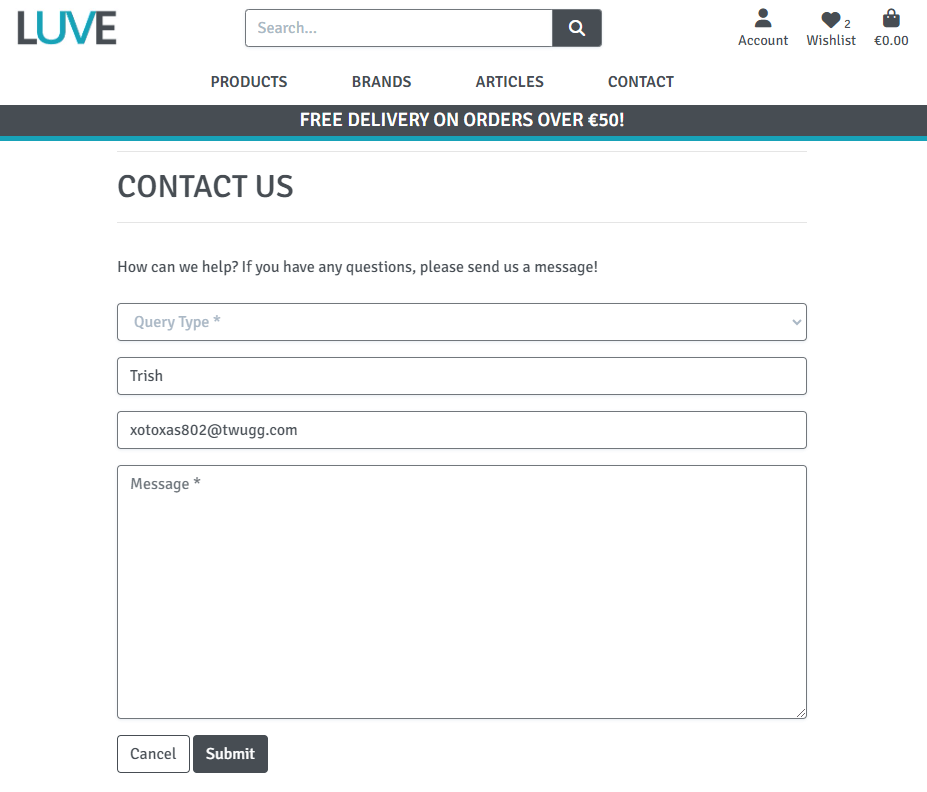 LUVE
Search...
Account
2
Wishlist
€0.00
PRODUCTS BRANDS ARTICLES CONTACT
FREE DELIVERY ON ORDERS OVER €50!
CONTACT US
How can we help? If you have any questions, please send us a message!
Query Type *
Trish
xotoxas802@twugg.com
Message *
Cancel Submit